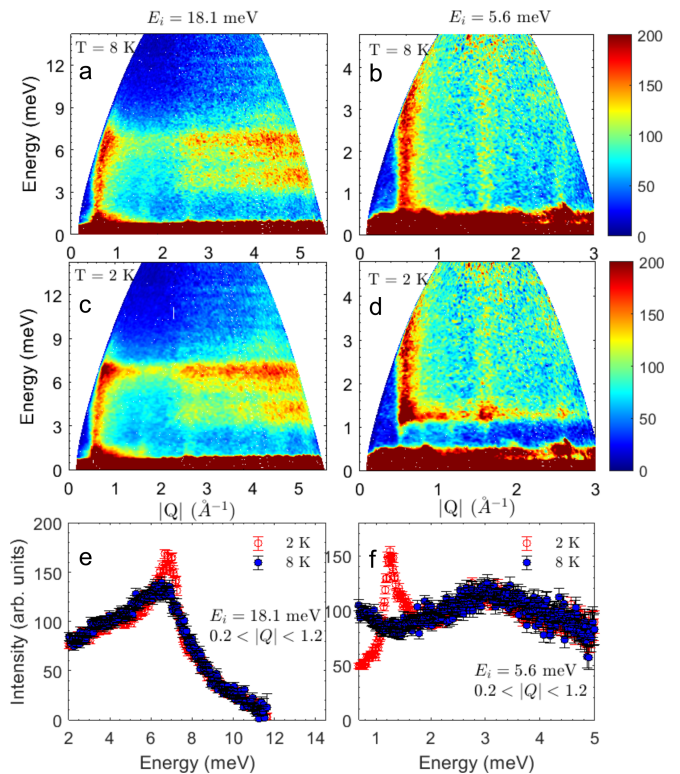 E_i = 18.1 meV
E_i = 5.6 meV
T = 8 K
a
12
9
6
3
0
0 1 2 3 4 5
Energy (meV)
T = 8 K
b
4
3
2
1
0
0 1 2 3
Energy (meV)
200
150
100
50
0
T = 2 K
c
12
9
6
3
0
0 1 2 3 4 5
Energy (meV)
|Q| (Å⁻¹)
T = 2 K
d
4
3
2
1
0
0 1 2 3
Energy (meV)
|Q| (Å⁻¹)
200
150
100
50
0
e
2 K
8 K
E_i = 18.1 meV
0.2 < |Q| < 1.2
200
150
100
50
0
2 4 6 8 10 12 14
Intensity (arb. units)
Energy (meV)
f
2 K
8 K
E_i = 5.6 meV
0.2 < |Q| < 1.2
150
100
50
0
1 2 3 4 5
Energy (meV)